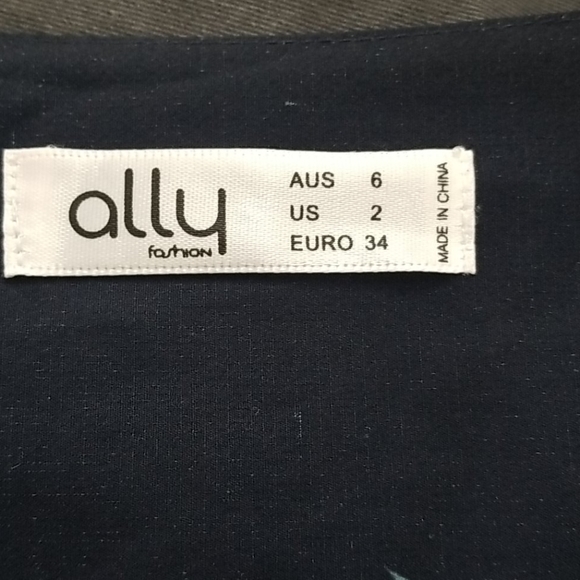 ally
fashion
AUS 6
US 2
EURO 34
MADE IN CHINA